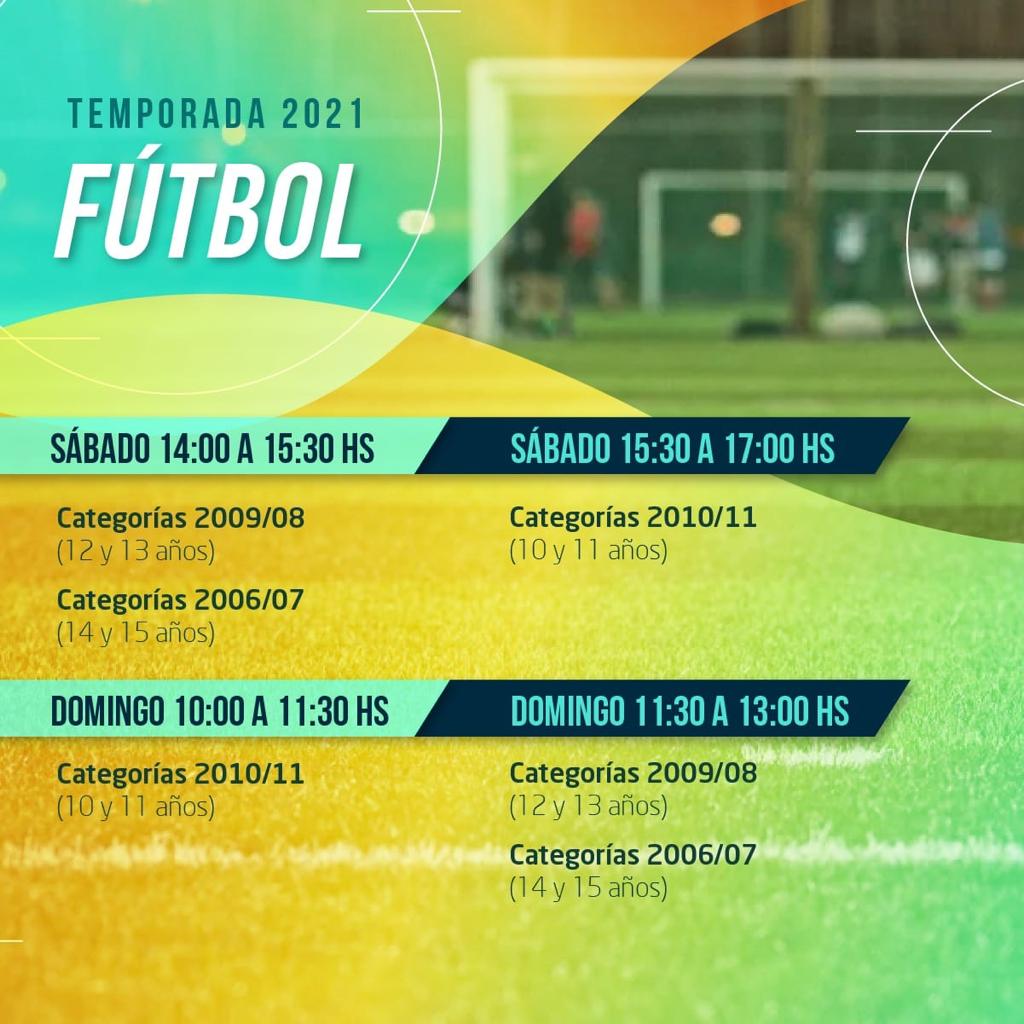 TEMPORADA 2021
FÚTBOL
SÁBADO 14:00 A 15:30 HS
Categorías 2009/08
(12 y 13 años)
Categorías 2006/07
(14 y 15 años)
SÁBADO 15:30 A 17:00 HS
Categorías 2010/11
(10 y 11 años)
DOMINGO 10:00 A 11:30 HS
Categorías 2010/11
(10 y 11 años)
DOMINGO 11:30 A 13:00 HS
Categorías 2009/08
(12 y 13 años)
Categorías 2006/07
(14 y 15 años)